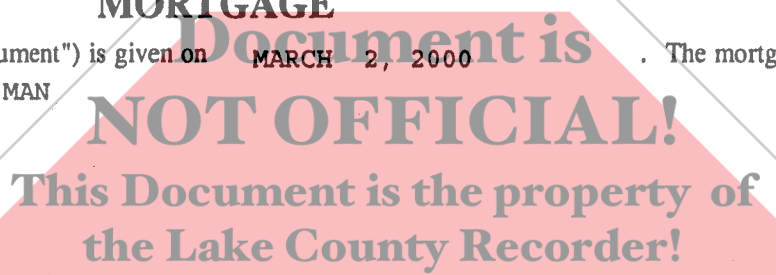 MORTGAGE
ument") is given on MARCH 2, 2000 . The mortg
MAN
Document is
NOT OFFICIAL!
This Document is the property of
the Lake County Recorder!